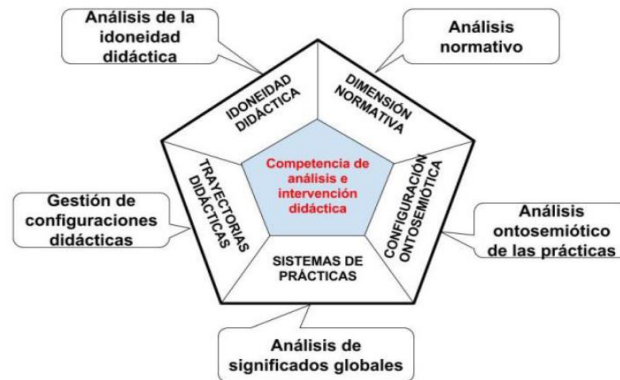 Análisis de la
idoneidad
didáctica
Análisis
normativo
IDONEIDAD
DIDÁCTICA
DIMENSIÓN
NORMATIVA
Competencia de
análisis e
intervención
didáctica
TRAYECTORIAS
DIDÁCTICAS
CONFIGURACIÓN
ONTOSEMIÓTICA
Gestión de
configuraciones
didácticas
Análisis
ontosemiótico
de las prácticas
SISTEMAS DE
PRÁCTICAS
Análisis de
significados globales